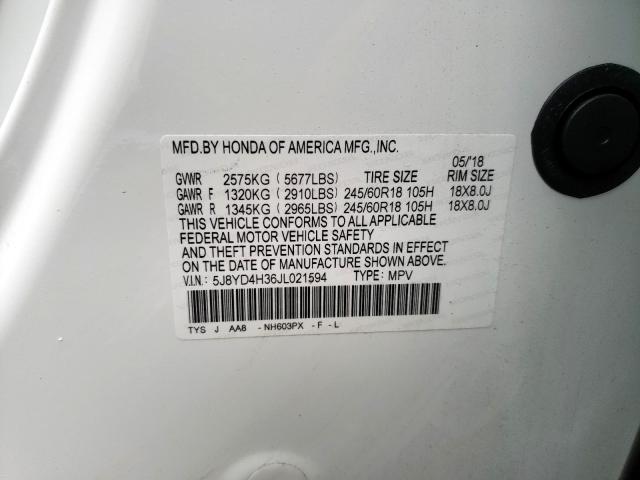 MFD.BY HONDA OF AMERICA MFG.,INC.
05/'18
GVWR 2575KG ( 5677LBS) TIRE SIZE RIM SIZE
GAWR F 1320KG ( 2910LBS) 245/60R18 105H 18X8.0J
GAWR R 1345KG ( 2965LBS) 245/60R18 105H 18X8.0J
THIS VEHICLE CONFORMS TO ALL APPLICABLE
FEDERAL MOTOR VEHICLE SAFETY
AND THEFT PREVENTION STANDARDS IN EFFECT
ON THE DATE OF MANUFACTURE SHOWN ABOVE.
V.I.N.: 5J8YD4H36JL021594 TYPE: MPV
TYS J AA8 -NH603PX -F -L